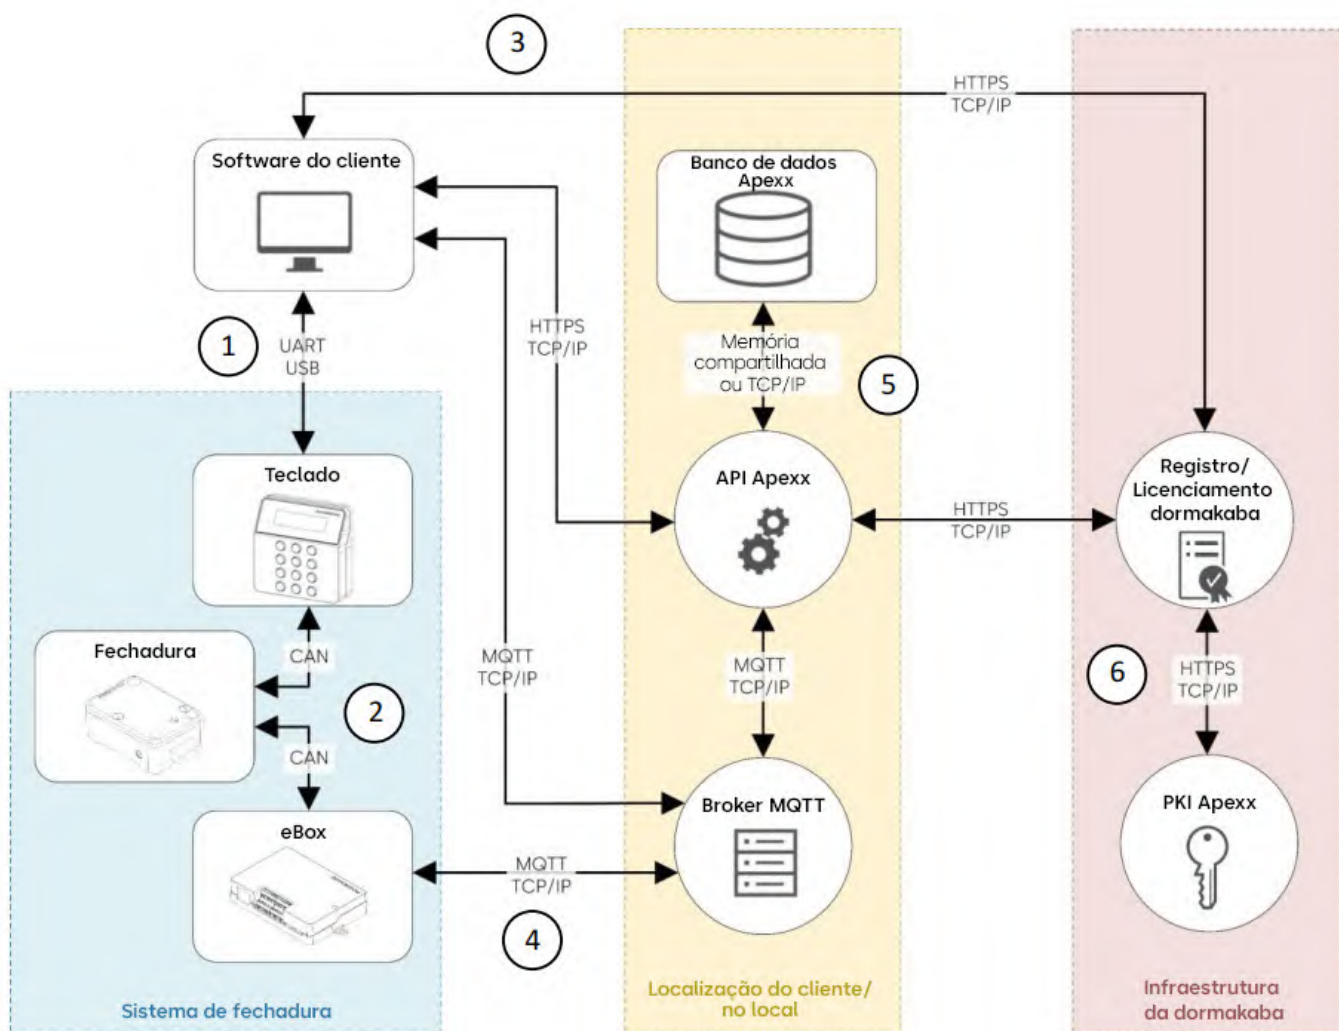 3
HTTPS
TCP/IP
Software do cliente
Banco de dados
Apexx
1
UART
USB
HTTPS
TCP/IP
Memória
compartilhada
ou TCP/IP
5
Teclado
API Apexx
HTTPS
TCP/IP
Registro/
Licenciamento
dormakaba
Fechadura
CAN
2
CAN
MQTT
TCP/IP
MQTT
TCP/IP
6
HTTPS
TCP/IP
eBox
MQTT
TCP/IP
4
Broker MQTT
PKI Apexx
Sistema de fechadura
Localização do cliente/
no local
Infraestrutura
da dormakaba